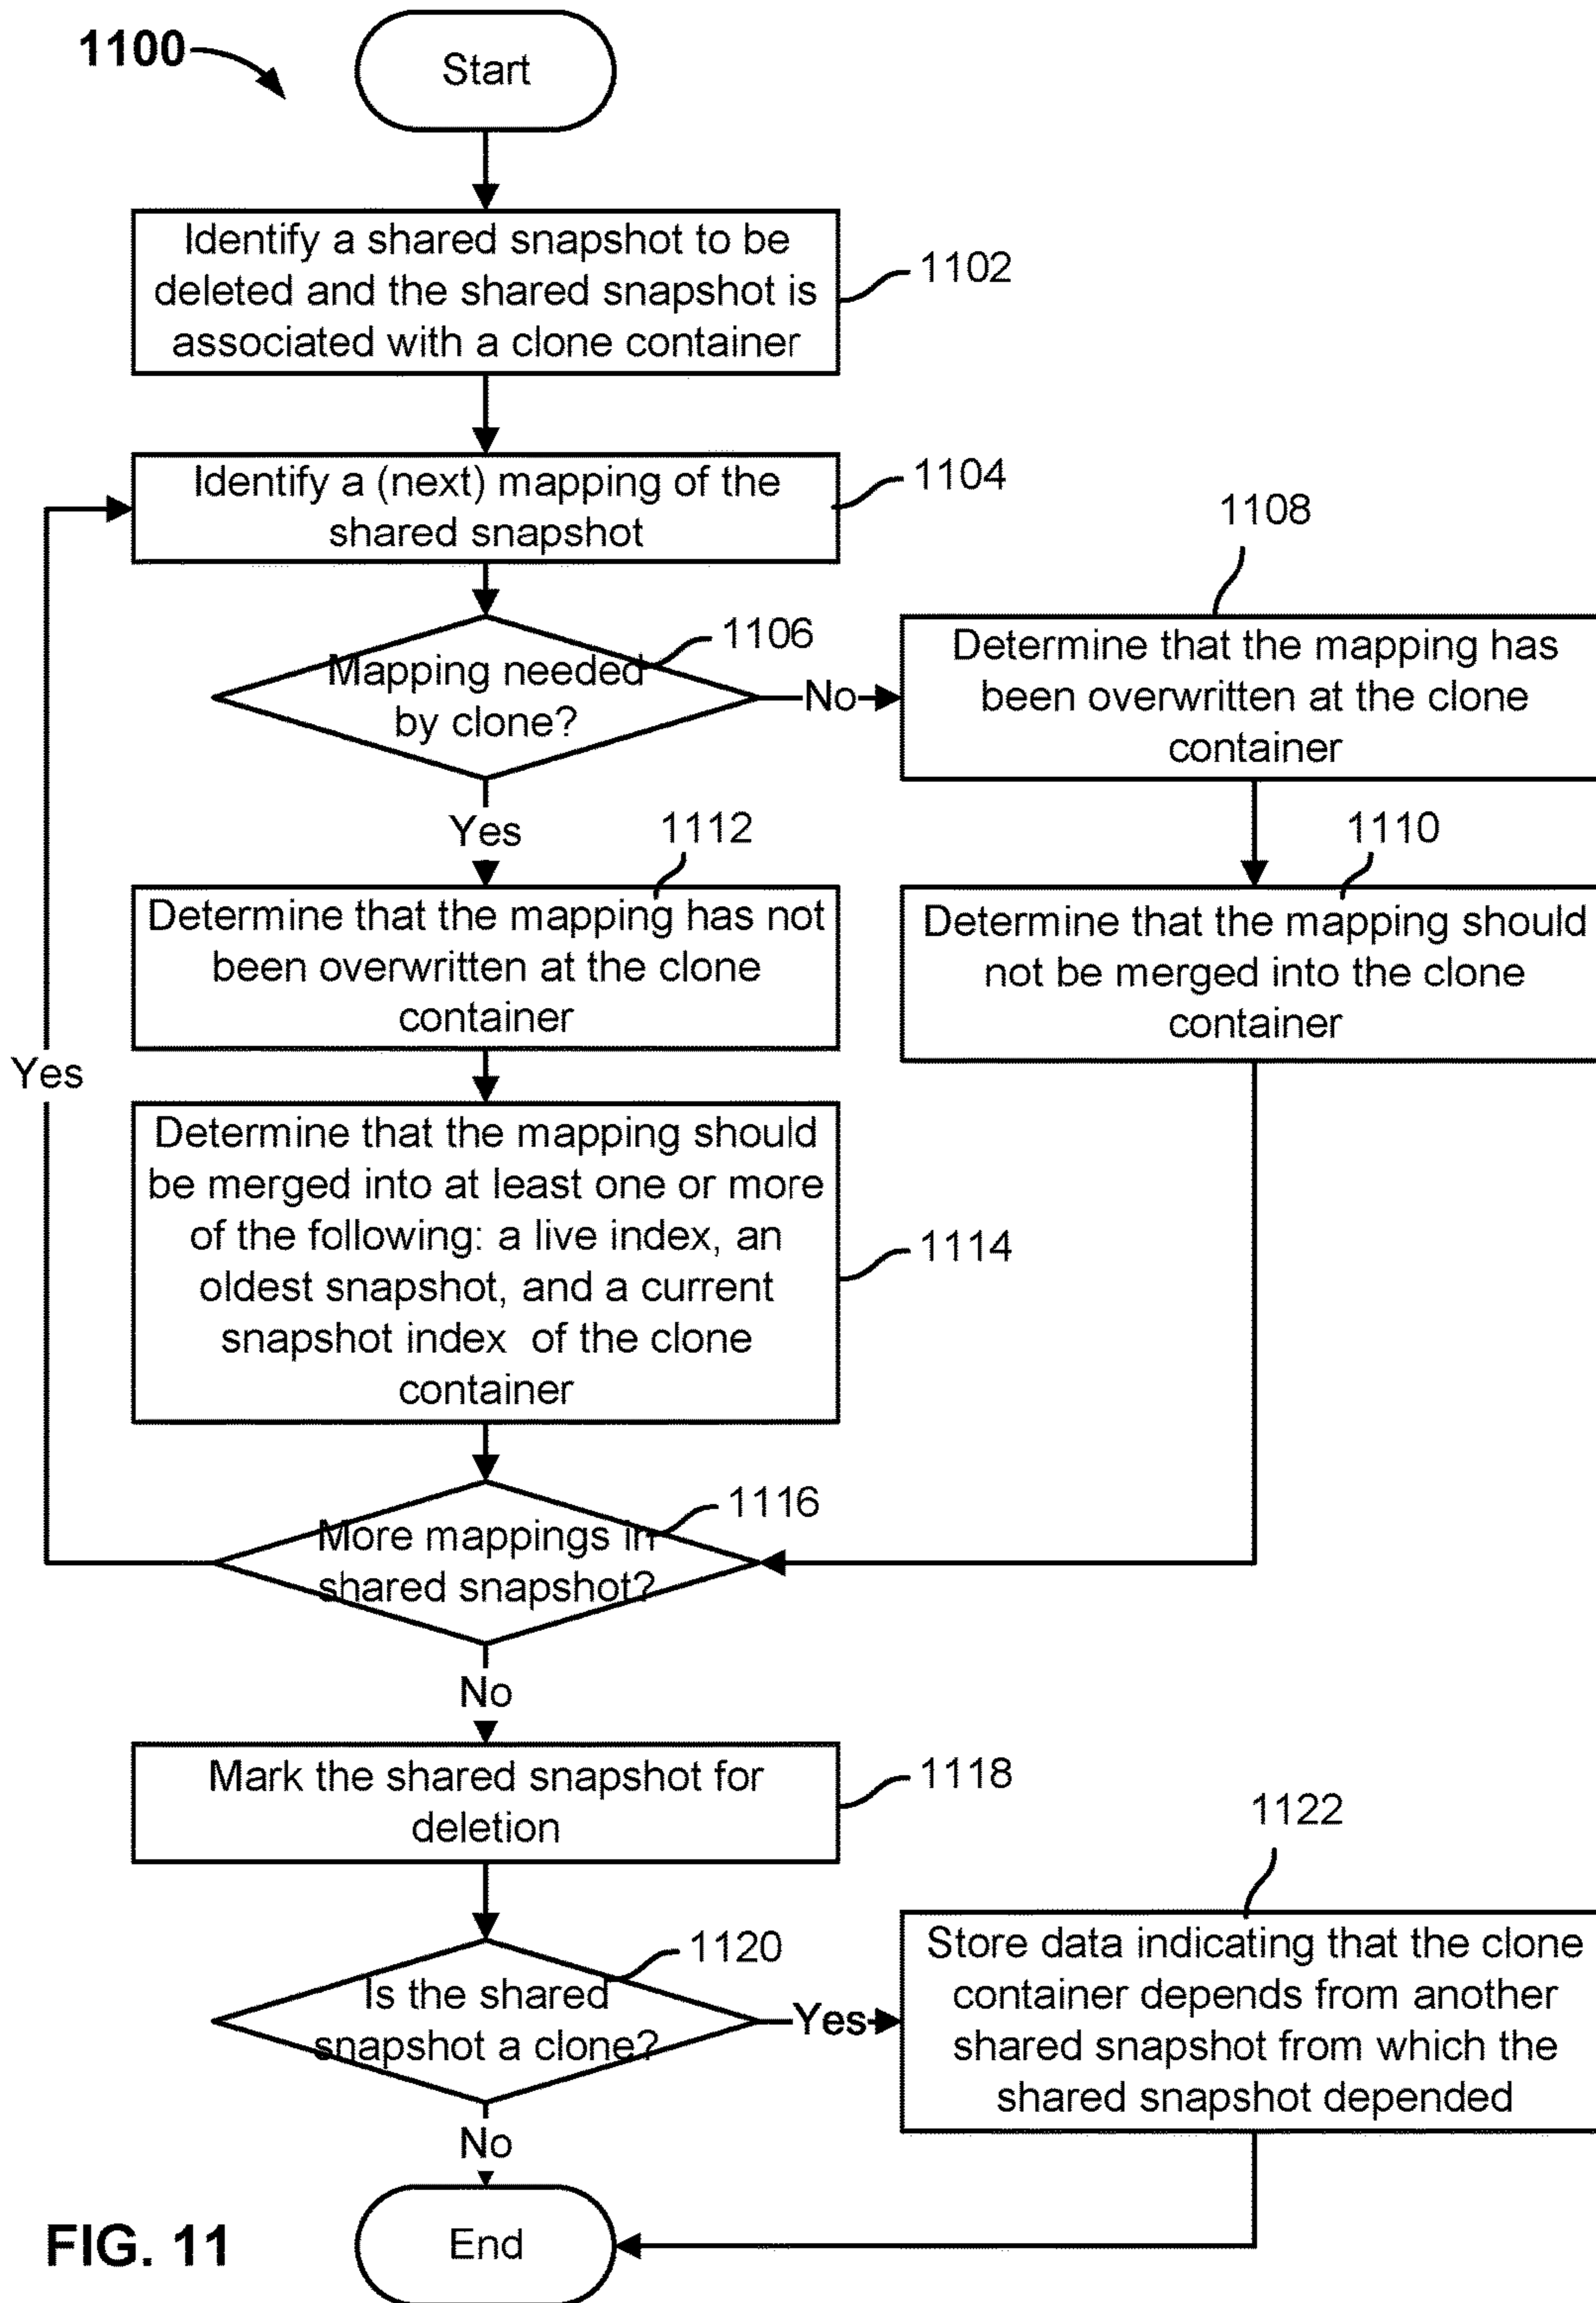 1100
Start
Identify a shared snapshot to be
deleted and the shared snapshot is
associated with a clone container
1102
Identify a (next) mapping of the
shared snapshot
1104
1106
Mapping needed
by clone?
No
1108
Determine that the mapping has
been overwritten at the clone
container
Yes
1112
1110
Determine that the mapping has not
been overwritten at the clone
container
Determine that the mapping should
not be merged into the clone
container
Yes
Determine that the mapping should
be merged into at least one or more
of the following: a live index, an
oldest snapshot, and a current
snapshot index of the clone
container
1114
1116
More mappings in
shared snapshot?
No
Mark the shared snapshot for
deletion
1118
1120
Is the shared
snapshot a clone?
Yes
1122
Store data indicating that the clone
container depends from another
shared snapshot from which the
shared snapshot depended
No
End
FIG. 11